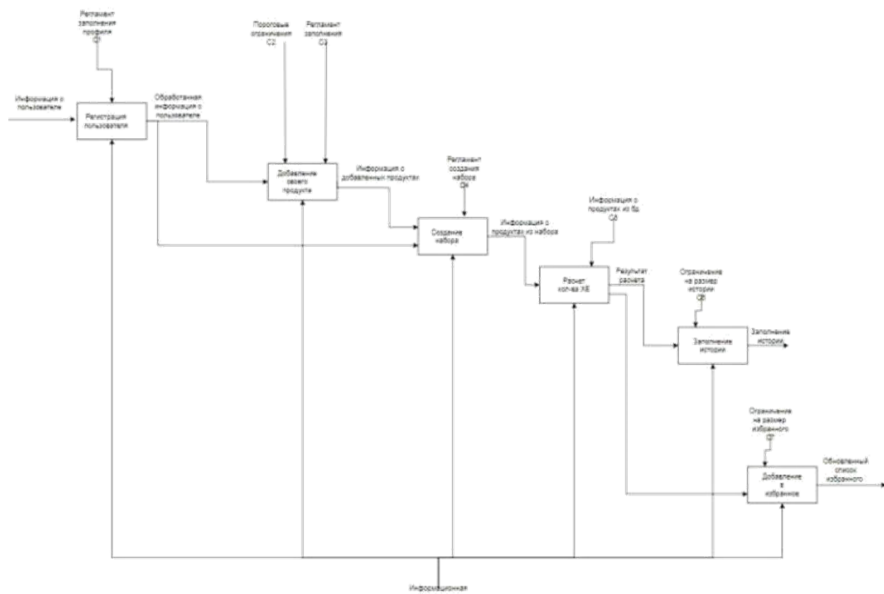 Регламент
заполнения
профиля
C1
Пороговые
ограничения
C2
Регламент
заполнения
C3
Информация о
пользователе
Обработанная
информация о
пользователе
Регистрация
пользователя
Добавление
своего
продукта
Информация о
добавленных продуктах
Регламент
создания
набора
C4
Создание
набора
Информация о
продуктах из набора
Информация о
продуктах из бд
C5
Расчет
кол-ва ХЕ
Результат
расчета
Ограничение
на размер
истории
C6
Заполнение
истории
Заполнение
истории
Ограничение
на размер
избранного
C7
Добавление
в
избранное
Обновленный
список
избранного
Информационная